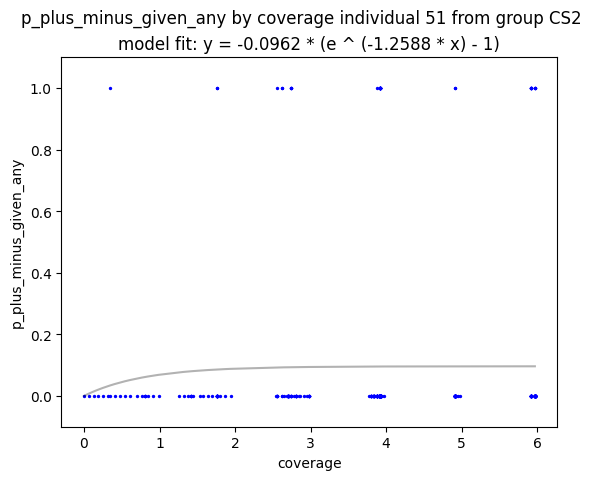 p_plus_minus_given_any by coverage individual 51 from group CS2
model fit: y = -0.0962 * (e ^ (-1.2588 * x) - 1)
1.0
0.8
0.6
0.4
0.2
0.0
p_plus_minus_given_any
0 1 2 3 4 5 6
coverage